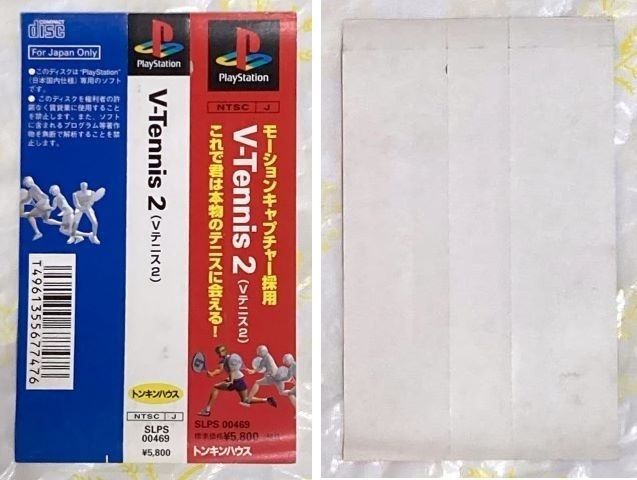 COMPACT
disc
For Japan Only
●このディスクは"PlayStation"
(日本国内仕様)専用のソフト
です。
●このディスクを権利者の許
諾なく賃貸業に使用すること
を禁止します。また、ソフト
に含まれるプログラム等著作
物を無断で解析することを禁
止します。
T4961355677476
PlayStation
V-Tennis 2(Vテニス2)
トンキンハウス
NTSC J
SLPS
00469
¥5,800
PlayStation
NTSC J
モーションキャプチャー採用
V-Tennis 2(Vテニス2)
これで君は本物のテニスに会える!
SLPS 00469
標準価格¥5,800
トンキンハウス